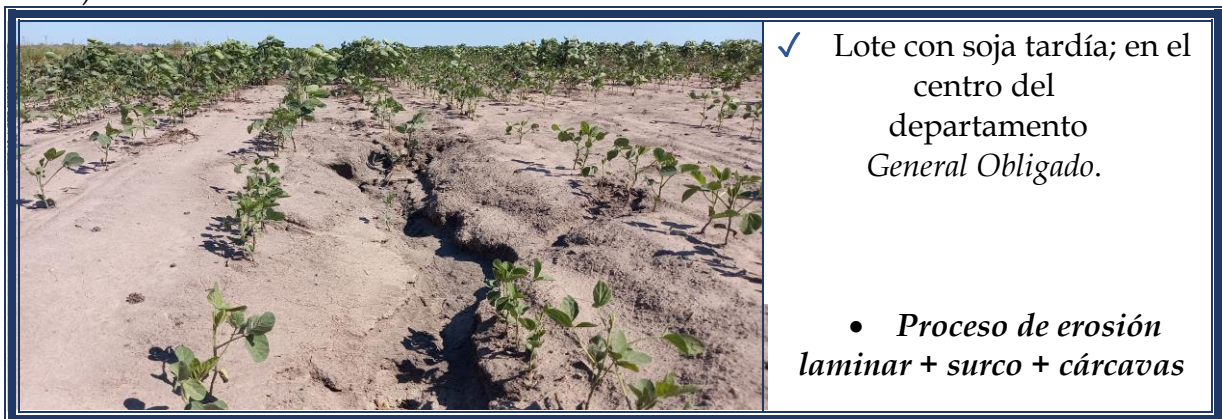 ✓ Lote con soja tardía; en el
centro del
departamento
General Obligado.
• Proceso de erosión
laminar + surco + cárcavas